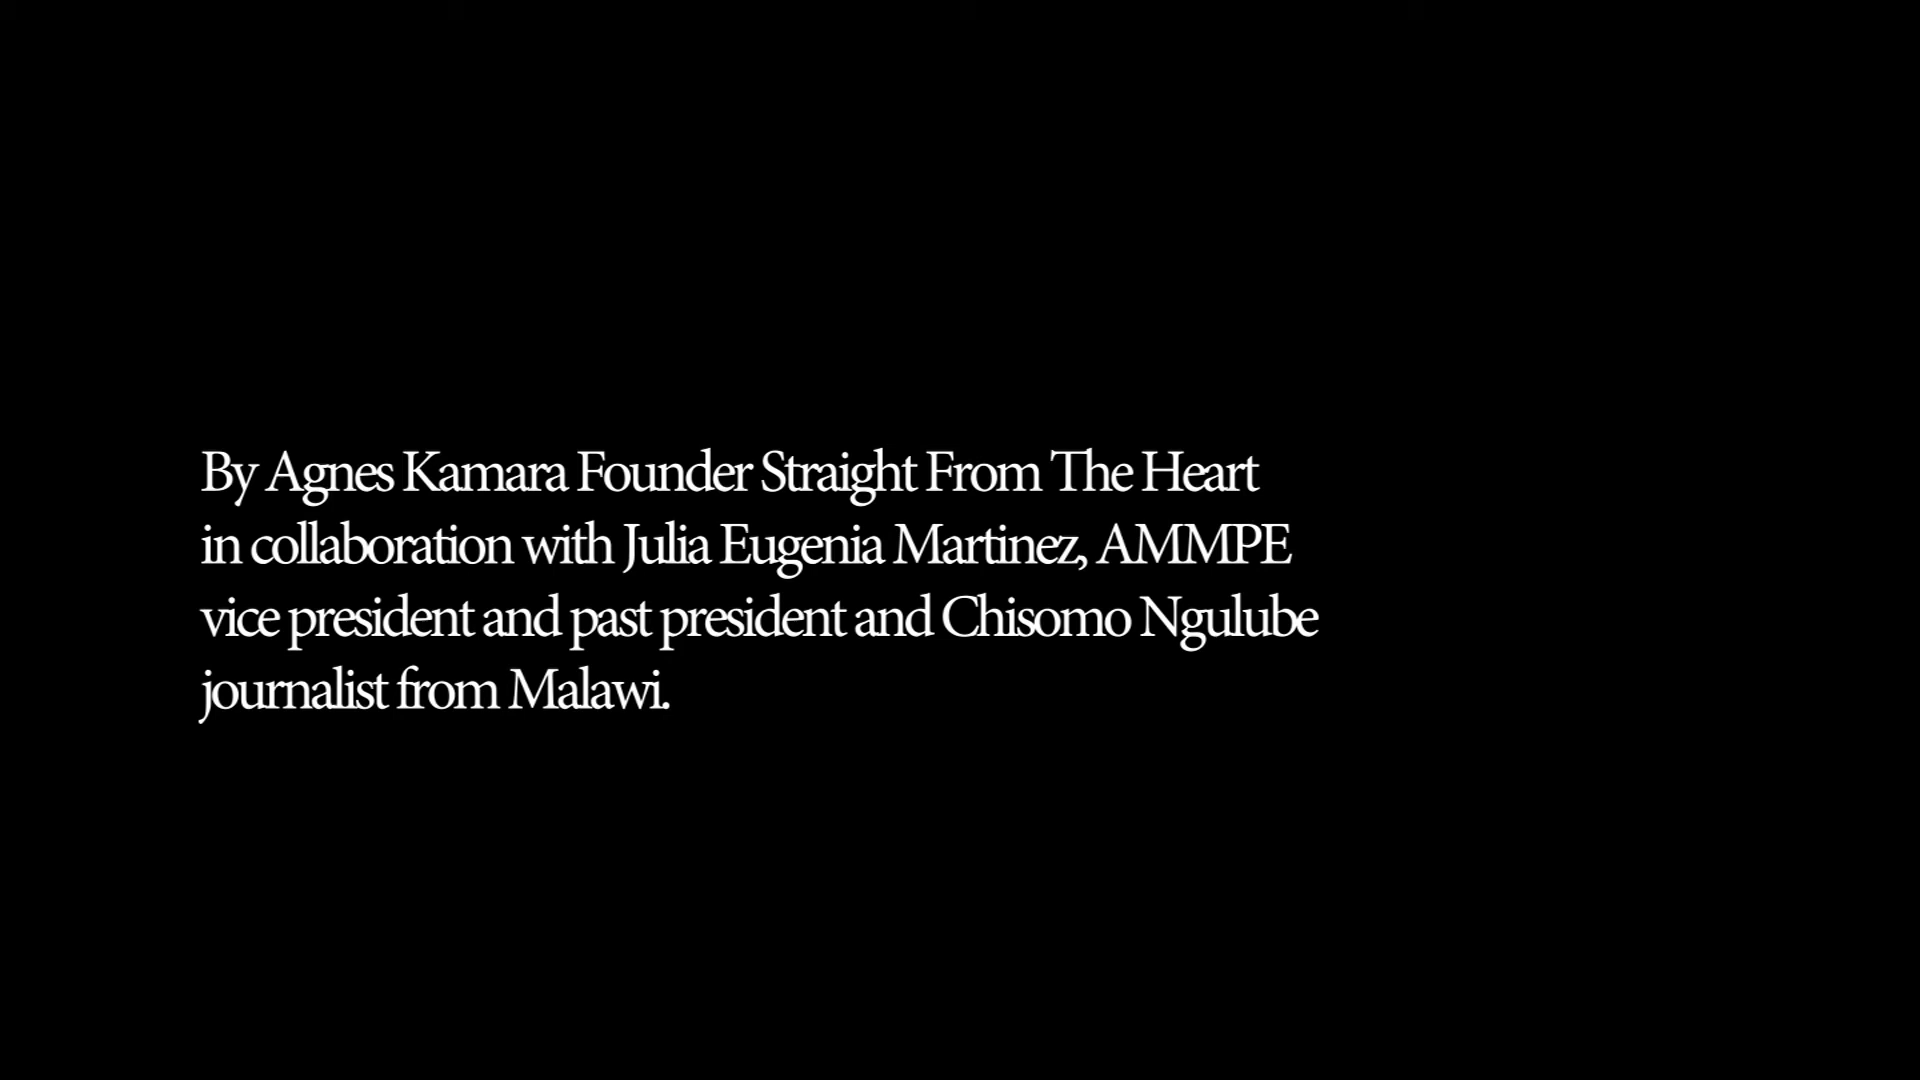 By Agnes Kamara Founder Straight From The Heart
in collaboration with Julia Eugenia Martinez, AMMPE
vice president and past president and Chisomo Ngulube
journalist from Malawi.